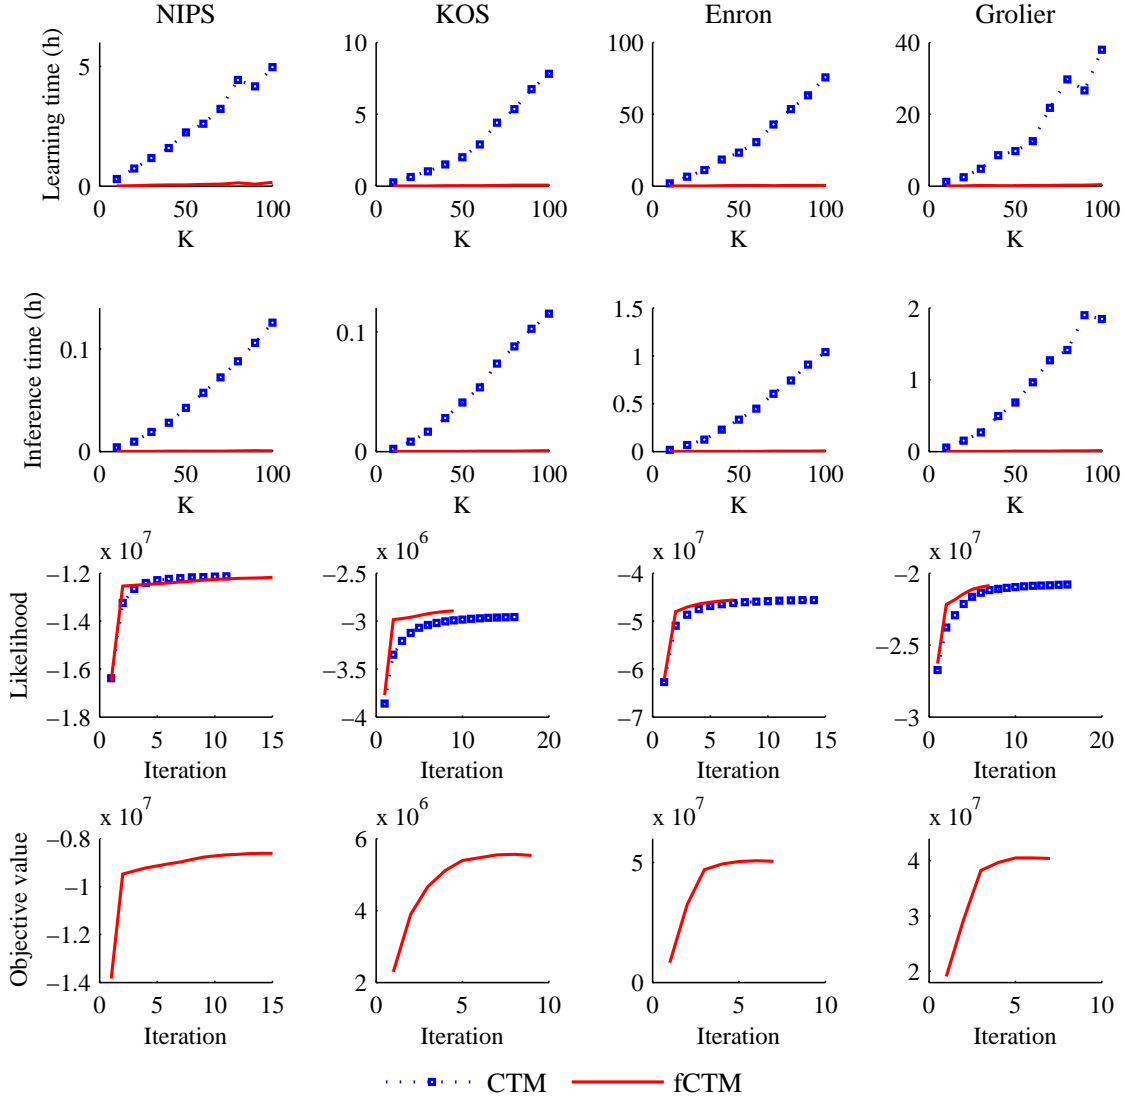 NIPS KOS Enron Grolier
Learning time (h)
5
0
0 50 100
K
10
5
0
0 50 100
K
100
50
0
0 50 100
K
40
20
0
0 50 100
K
Inference time (h)
0.1
0
0 50 100
K
0.1
0
0 50 100
K
1.5
1
0.5
0
0 50 100
K
2
1
0
0 50 100
K
Likelihood
x 10^7
−1.2
−1.4
−1.6
−1.8
0 5 10 15
Iteration
x 10^6
−2.5
−3
−3.5
−4
0 10 20
Iteration
x 10^7
−4
−5
−6
−7
0 5 10 15
Iteration
x 10^7
−2
−2.5
−3
0 10 20
Iteration
Objective value
x 10^7
−0.8
−1
−1.2
−1.4
0 5 10 15
Iteration
x 10^6
6
4
2
0 5 10
Iteration
x 10^7
5
0
0 5 10
Iteration
x 10^7
4
3
2
0 5 10
Iteration
CTM fCTM